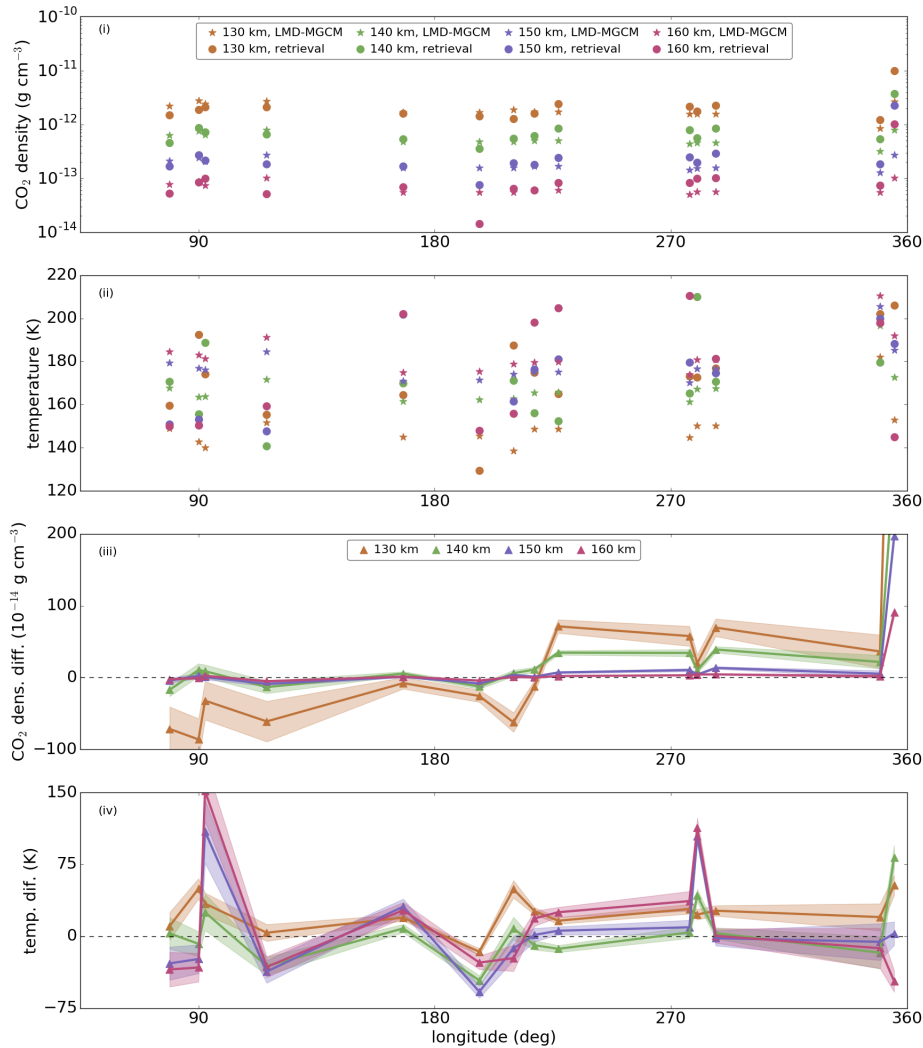 10⁻¹⁰
(i)
★ 130 km, LMD-MGCM ★ 140 km, LMD-MGCM ★ 150 km, LMD-MGCM ★ 160 km, LMD-MGCM
● 130 km, retrieval ● 140 km, retrieval ● 150 km, retrieval ● 160 km, retrieval
10⁻¹¹
10⁻¹²
10⁻¹³
10⁻¹⁴
CO₂ density (g cm⁻³)
90 180 270 360
220
(ii)
200
180
160
140
120
temperature (K)
90 180 270 360
200
(iii)
▲ 130 km ▲ 140 km ▲ 150 km ▲ 160 km
100
0
−100
CO₂ dens. diff. (10⁻¹⁴ g cm⁻³)
90 180 270 360
150
(iv)
75
0
−75
temp. dif. (K)
90 180 270 360
longitude (deg)